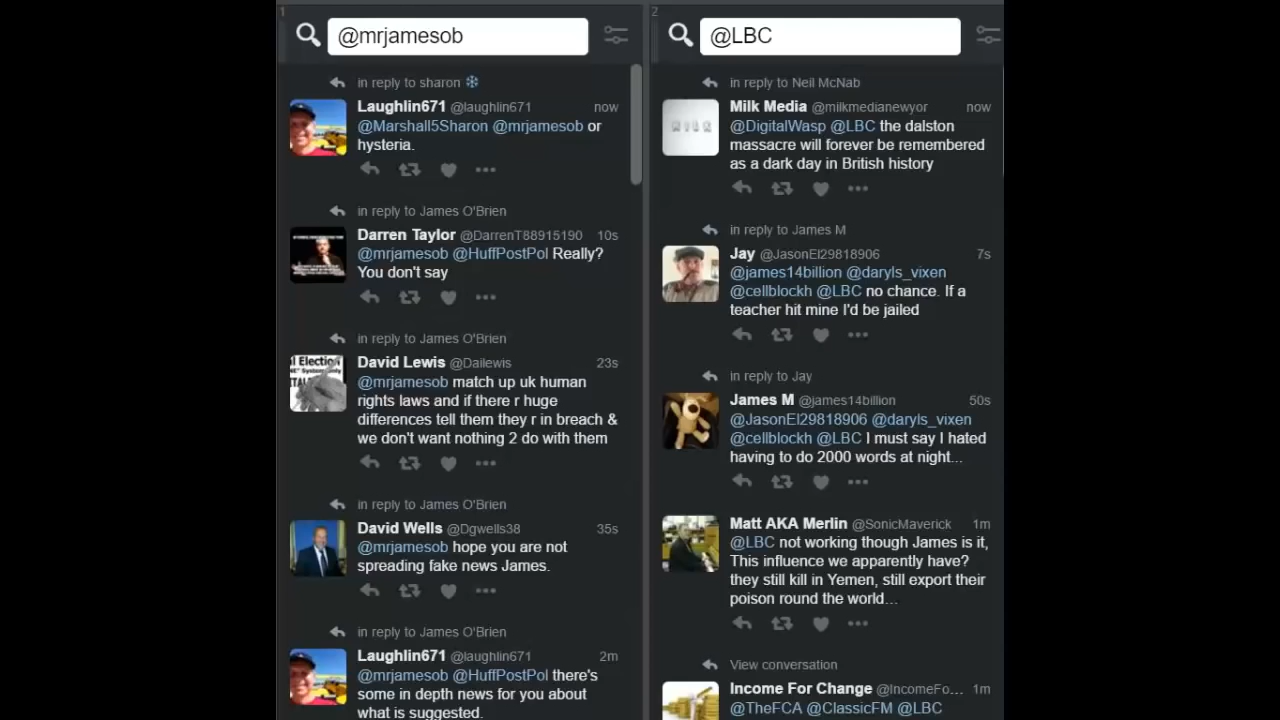 1
@mrjamesob
in reply to sharon ❄
Laughlin671 @laughlin671 now
@Marshall5Sharon @mrjamesob or
hysteria.
in reply to James O'Brien
Darren Taylor @DarrenT88915190 10s
@mrjamesob @HuffPostPol Really?
You don't say
in reply to James O'Brien
David Lewis @Dailewis 23s
@mrjamesob match up uk human
rights laws and if there r huge
differences tell them they r in breach &
we don't want nothing 2 do with them
in reply to James O'Brien
David Wells @Dgwells38 35s
@mrjamesob hope you are not
spreading fake news James.
in reply to James O'Brien
Laughlin671 @laughlin671 2m
@mrjamesob @HuffPostPol there's
some in depth news for you about
what is suggested.
2
@LBC
in reply to Neil McNab
MILK
Milk Media @milkmedianewyor now
@DigitalWasp @LBC the dalston
massacre will forever be remembered
as a dark day in British history
in reply to James M
Jay @JasonEl29818906 7s
@james14billion @daryls_vixen
@cellblockh @LBC no chance. If a
teacher hit mine I'd be jailed
in reply to Jay
James M @james14billion 50s
@JasonEl29818906 @daryls_vixen
@cellblockh @LBC I must say I hated
having to do 2000 words at night...
Matt AKA Merlin @SonicMaverick 1m
@LBC not working though James is it,
This influence we apparently have?
they still kill in Yemen, still export their
poison round the world...
View conversation
Income For Change @IncomeFo... 1m
@TheFCA @ClassicFM @LBC